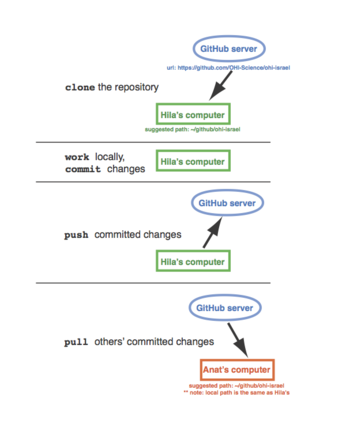 GitHub server
url: https://github.com/OHI-Science/ohi-israel
clone the repository
Hila's computer
suggested path: ~/github/ohi-israel
work locally,
commit changes
Hila's computer
GitHub server
push committed changes
Hila's computer
GitHub server
pull others' committed changes
Anat's computer
suggested path: ~/github/ohi-israel
** note: local path is the same as Hila's